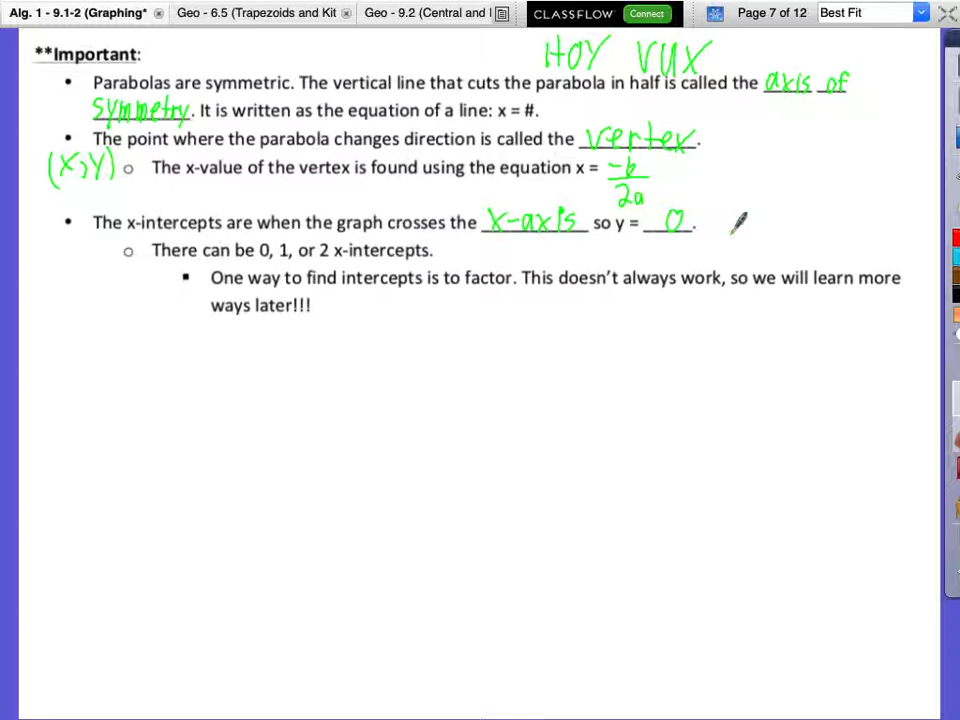 Alg. 1 - 9.1-2 (Graphing* Geo - 6.5 (Trapezoids and Kit Geo - 9.2 (Central and I CLASSFLOW Connect Page 7 of 12 Best Fit
**Important:
HOY VUX
• Parabolas are symmetric. The vertical line that cuts the parabola in half is called the axis of
symmetry. It is written as the equation of a line: x = #.
• The point where the parabola changes direction is called the vertex.
(x,y) o The x-value of the vertex is found using the equation x = -b
2a
• The x-intercepts are when the graph crosses the x-axis so y = 0.
o There can be 0, 1, or 2 x-intercepts.
▪ One way to find intercepts is to factor. This doesn't always work, so we will learn more
ways later!!!